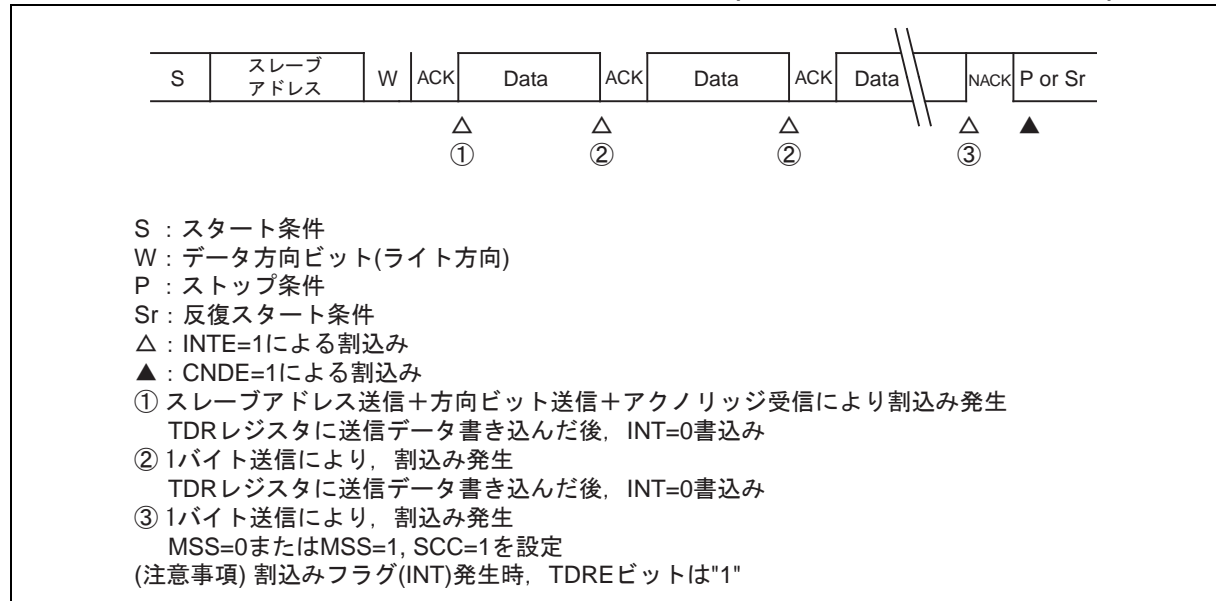 S スレーブ アドレス W ACK Data ACK Data ACK Data NACK P or Sr
△ △ △ △ ▲
① ② ② ③
S : スタート条件
W : データ方向ビット(ライト方向)
P : ストップ条件
Sr : 反復スタート条件
△ : INTE=1による割込み
▲ : CNDE=1による割込み
① スレーブアドレス送信+方向ビット送信+アクノリッジ受信により割込み発生
TDRレジスタに送信データ書き込んだ後, INT=0書込み
② 1バイト送信により, 割込み発生
TDRレジスタに送信データ書き込んだ後, INT=0書込み
③ 1バイト送信により, 割込み発生
MSS=0またはMSS=1, SCC=1を設定
(注意事項) 割込みフラグ(INT)発生時, TDREビットは"1"